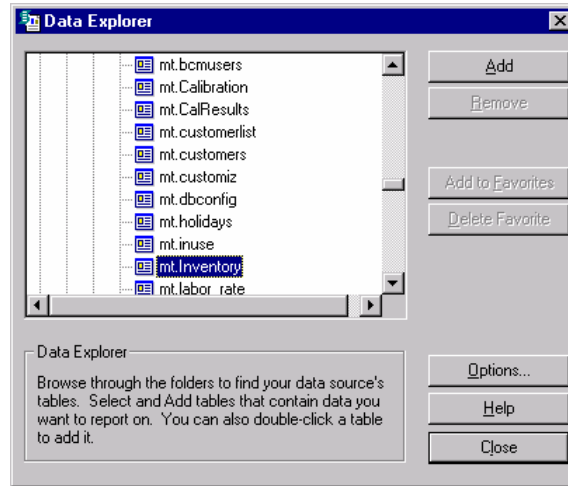 Data Explorer
mt.bcmusers
mt.Calibration
mt.CalResults
mt.customerlist
mt.customers
mt.customiz
mt.dbconfig
mt.holidays
mt.inuse
mt.Inventory
mt.labor_rate
Add
Remove
Add to Favorites
Delete Favorite
Data Explorer
Browse through the folders to find your data source's
tables. Select and Add tables that contain data you
want to report on. You can also double-click a table
to add it.
Options...
Help
Close